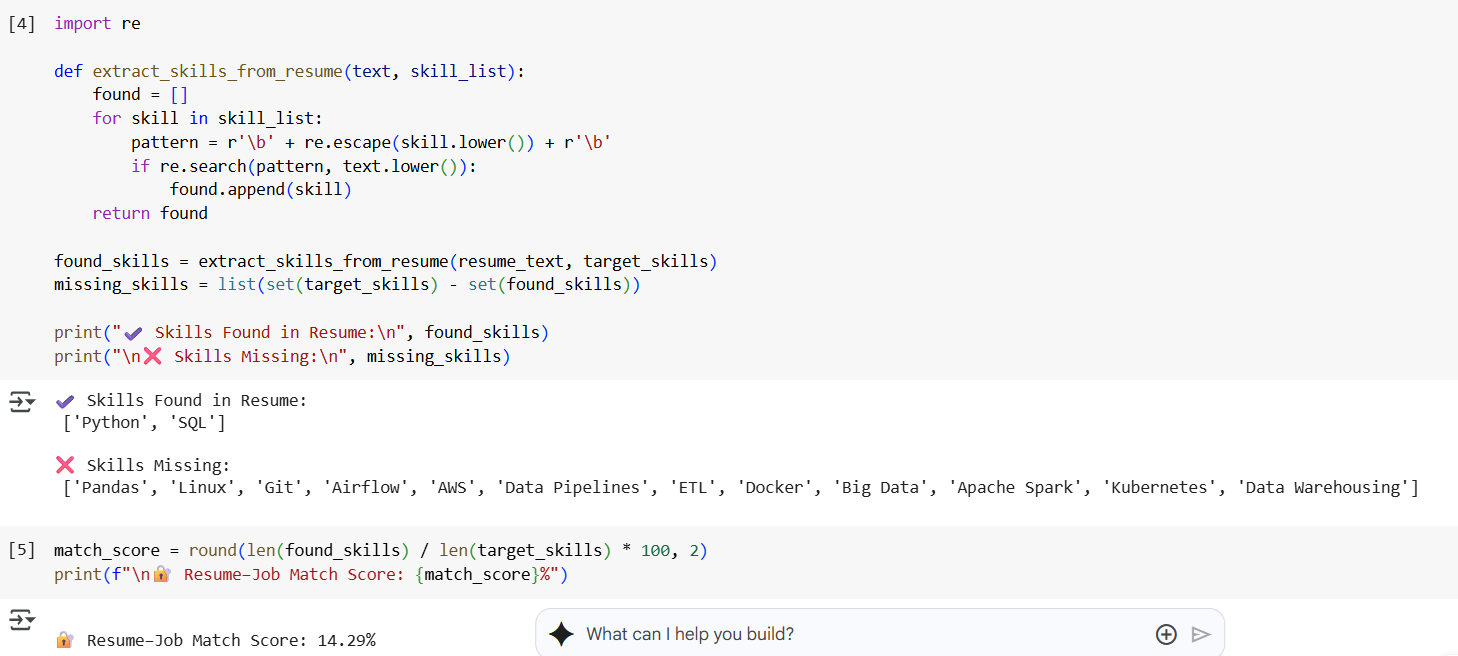 [4] import re
def extract_skills_from_resume(text, skill_list):
    found = []
    for skill in skill_list:
        pattern = r'\b' + re.escape(skill.lower()) + r'\b'
        if re.search(pattern, text.lower()):
            found.append(skill)
    return found
found_skills = extract_skills_from_resume(resume_text, target_skills)
missing_skills = list(set(target_skills) - set(found_skills))
print("✔ Skills Found in Resume:\n", found_skills)
print("\n❌ Skills Missing:\n", missing_skills)
✔ Skills Found in Resume:
['Python', 'SQL']
❌ Skills Missing:
['Pandas', 'Linux', 'Git', 'Airflow', 'AWS', 'Data Pipelines', 'ETL', 'Docker', 'Big Data', 'Apache Spark', 'Kubernetes', 'Data Warehousing']
[5] match_score = round(len(found_skills) / len(target_skills) * 100, 2)
print(f"\n🔐 Resume–Job Match Score: {match_score}%")
🔐 Resume–Job Match Score: 14.29%
What can I help you build?